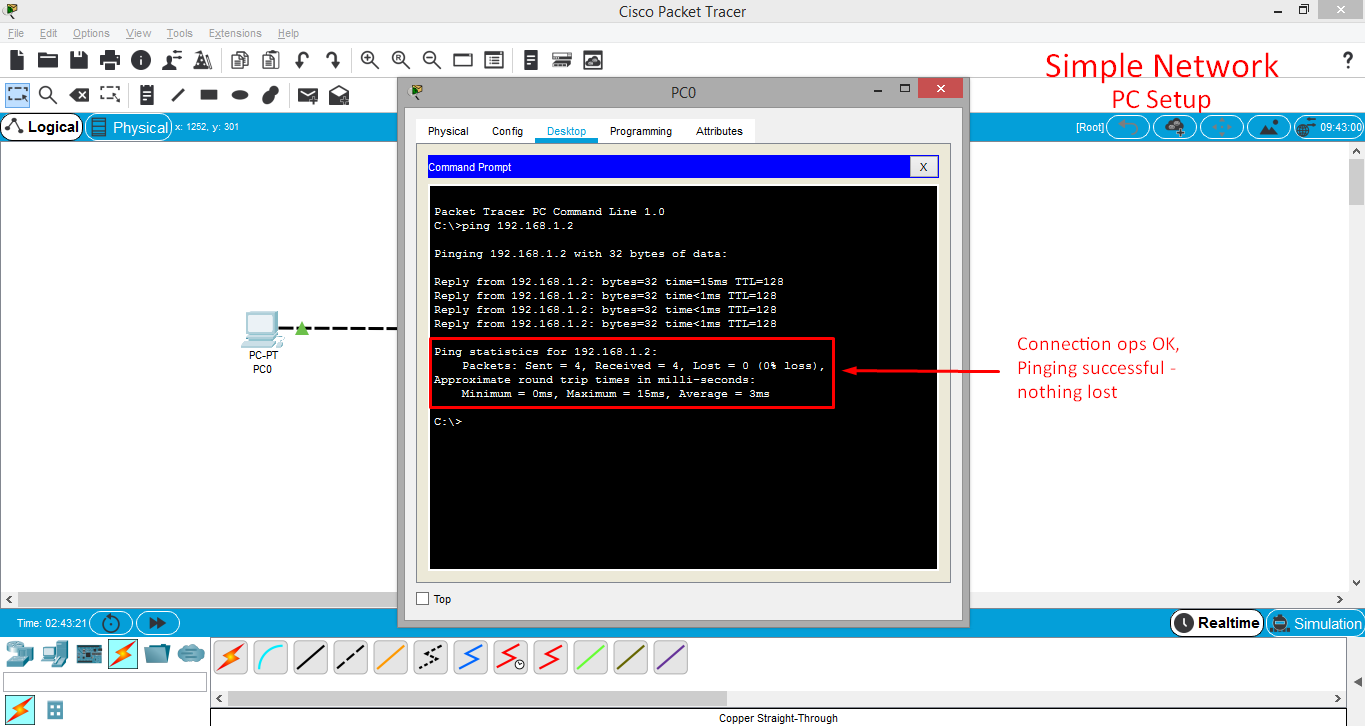 Cisco Packet Tracer
File Edit Options View Tools Extensions Help
Simple Network
PC Setup
Logical
Physical
x: 1252, y: 301
[Root]
09:43:00
PC0
Physical Config Desktop Programming Attributes
Command Prompt
X
Packet Tracer PC Command Line 1.0
C:\>ping 192.168.1.2
Pinging 192.168.1.2 with 32 bytes of data:
Reply from 192.168.1.2: bytes=32 time=15ms TTL=128
Reply from 192.168.1.2: bytes=32 time<1ms TTL=128
Reply from 192.168.1.2: bytes=32 time<1ms TTL=128
Reply from 192.168.1.2: bytes=32 time<1ms TTL=128
Ping statistics for 192.168.1.2:
Packets: Sent = 4, Received = 4, Lost = 0 (0% loss),
Approximate round trip times in milli-seconds:
Minimum = 0ms, Maximum = 15ms, Average = 3ms
C:\>
PC-PT
PC0
Connection ops OK,
Pinging successful -
nothing lost
Top
Time: 02:43:21
Realtime
Simulation
Copper Straight-Through